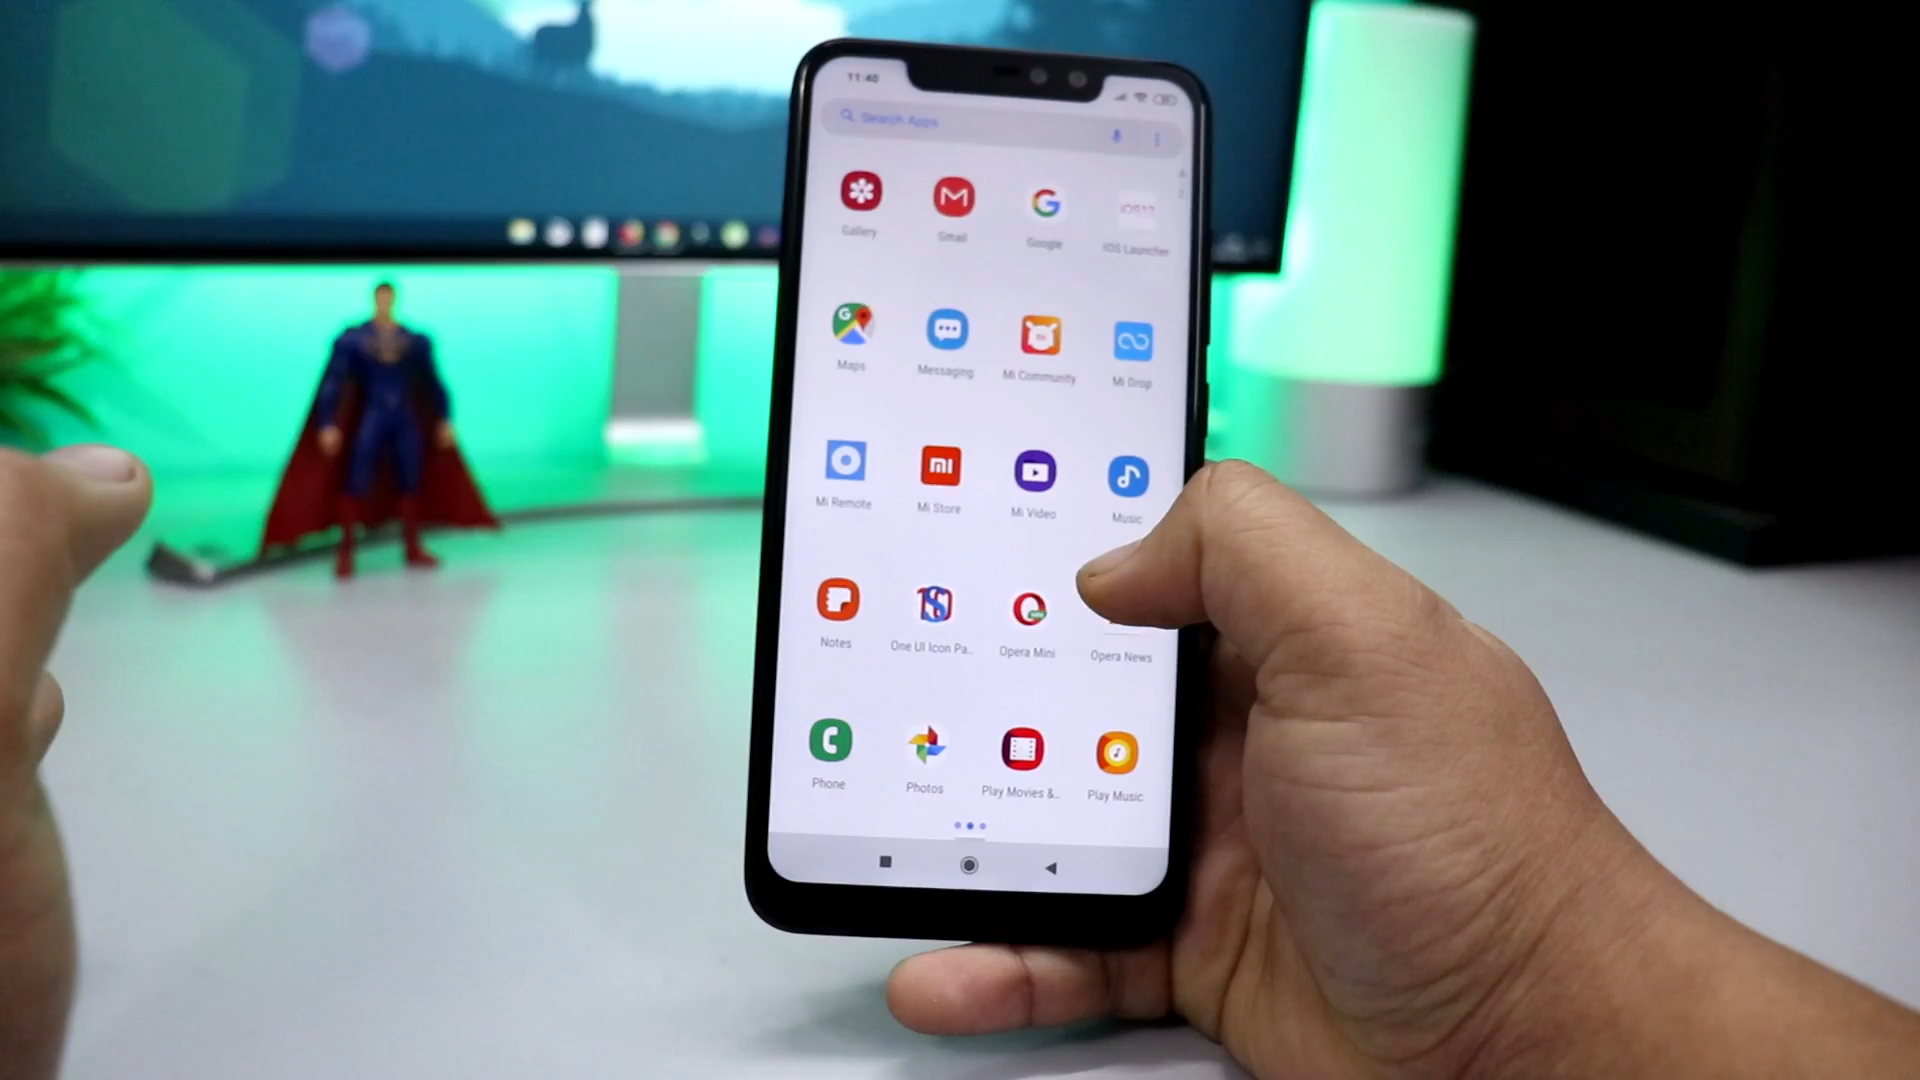 11:40
Search Apps
Gallery Gmail Google iOS Launcher
Maps Messaging Mi Community Mi Drop
Mi Remote Mi Store Mi Video Music
Notes One UI Icon Pa.. Opera Mini Opera News
Phone Photos Play Movies &.. Play Music